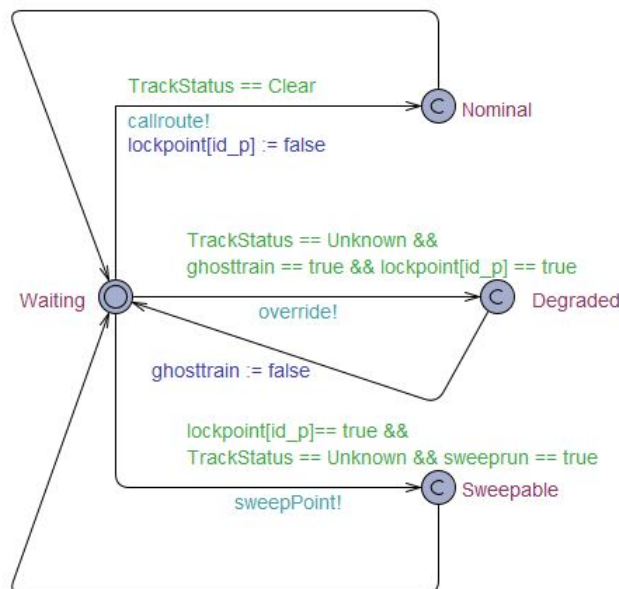 TrackStatus == Clear
callroute!
lockpoint[id_p] := false
C
Nominal
TrackStatus == Unknown &&
ghosttrain == true && lockpoint[id_p] == true
Waiting
C
Degraded
override!
ghosttrain := false
lockpoint[id_p]== true &&
TrackStatus == Unknown && sweeprun == true
C
Sweepable
sweepPoint!